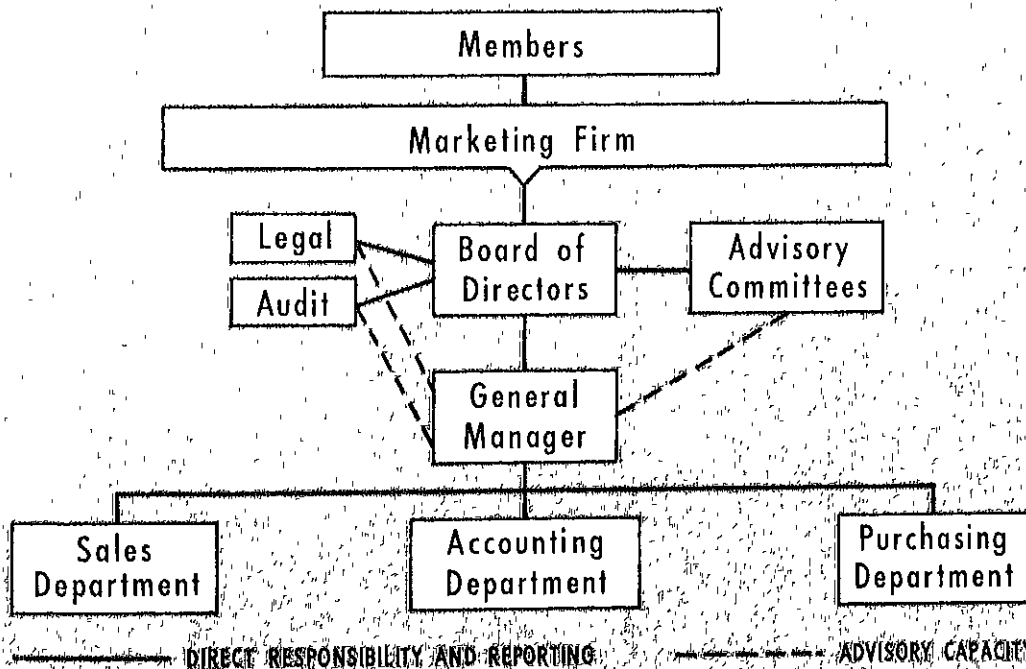 Members
Marketing Firm
Legal
Board of
Directors
Advisory
Committees
Audit
General
Manager
Sales
Department
Accounting
Department
Purchasing
Department
DIRECT RESPONSIBILITY AND REPORTING
ADVISORY CAPACIT